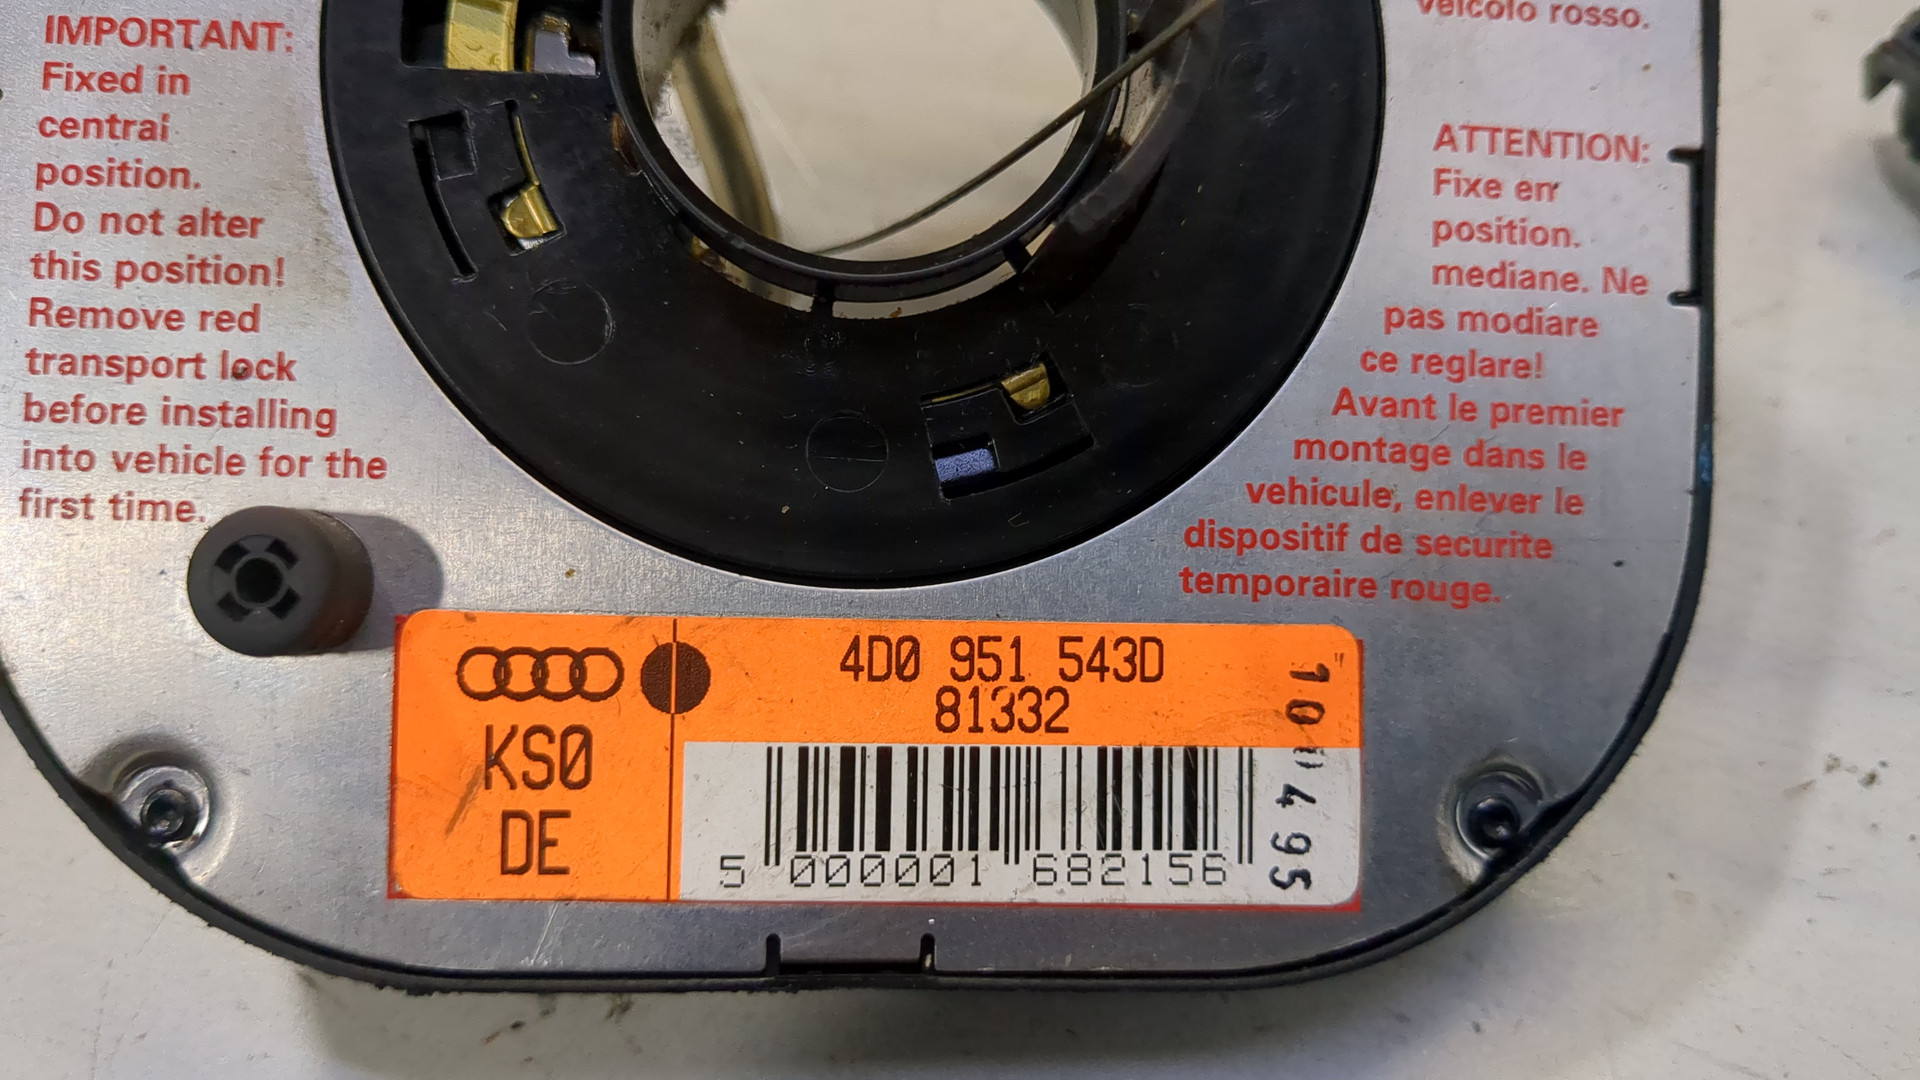 IMPORTANT:
Fixed in
central
position.
Do not alter
this position!
Remove red
transport lock
before installing
into vehicle for the
first time.
veicolo rosso.
ATTENTION:
Fixe en
position.
mediane. Ne
pas modiare
ce reglare!
Avant le premier
montage dans le
vehicule, enlever le
dispositif de securite
temporaire rouge.
KS0
DE
4D0 951 543D
81332
5 000001 682156